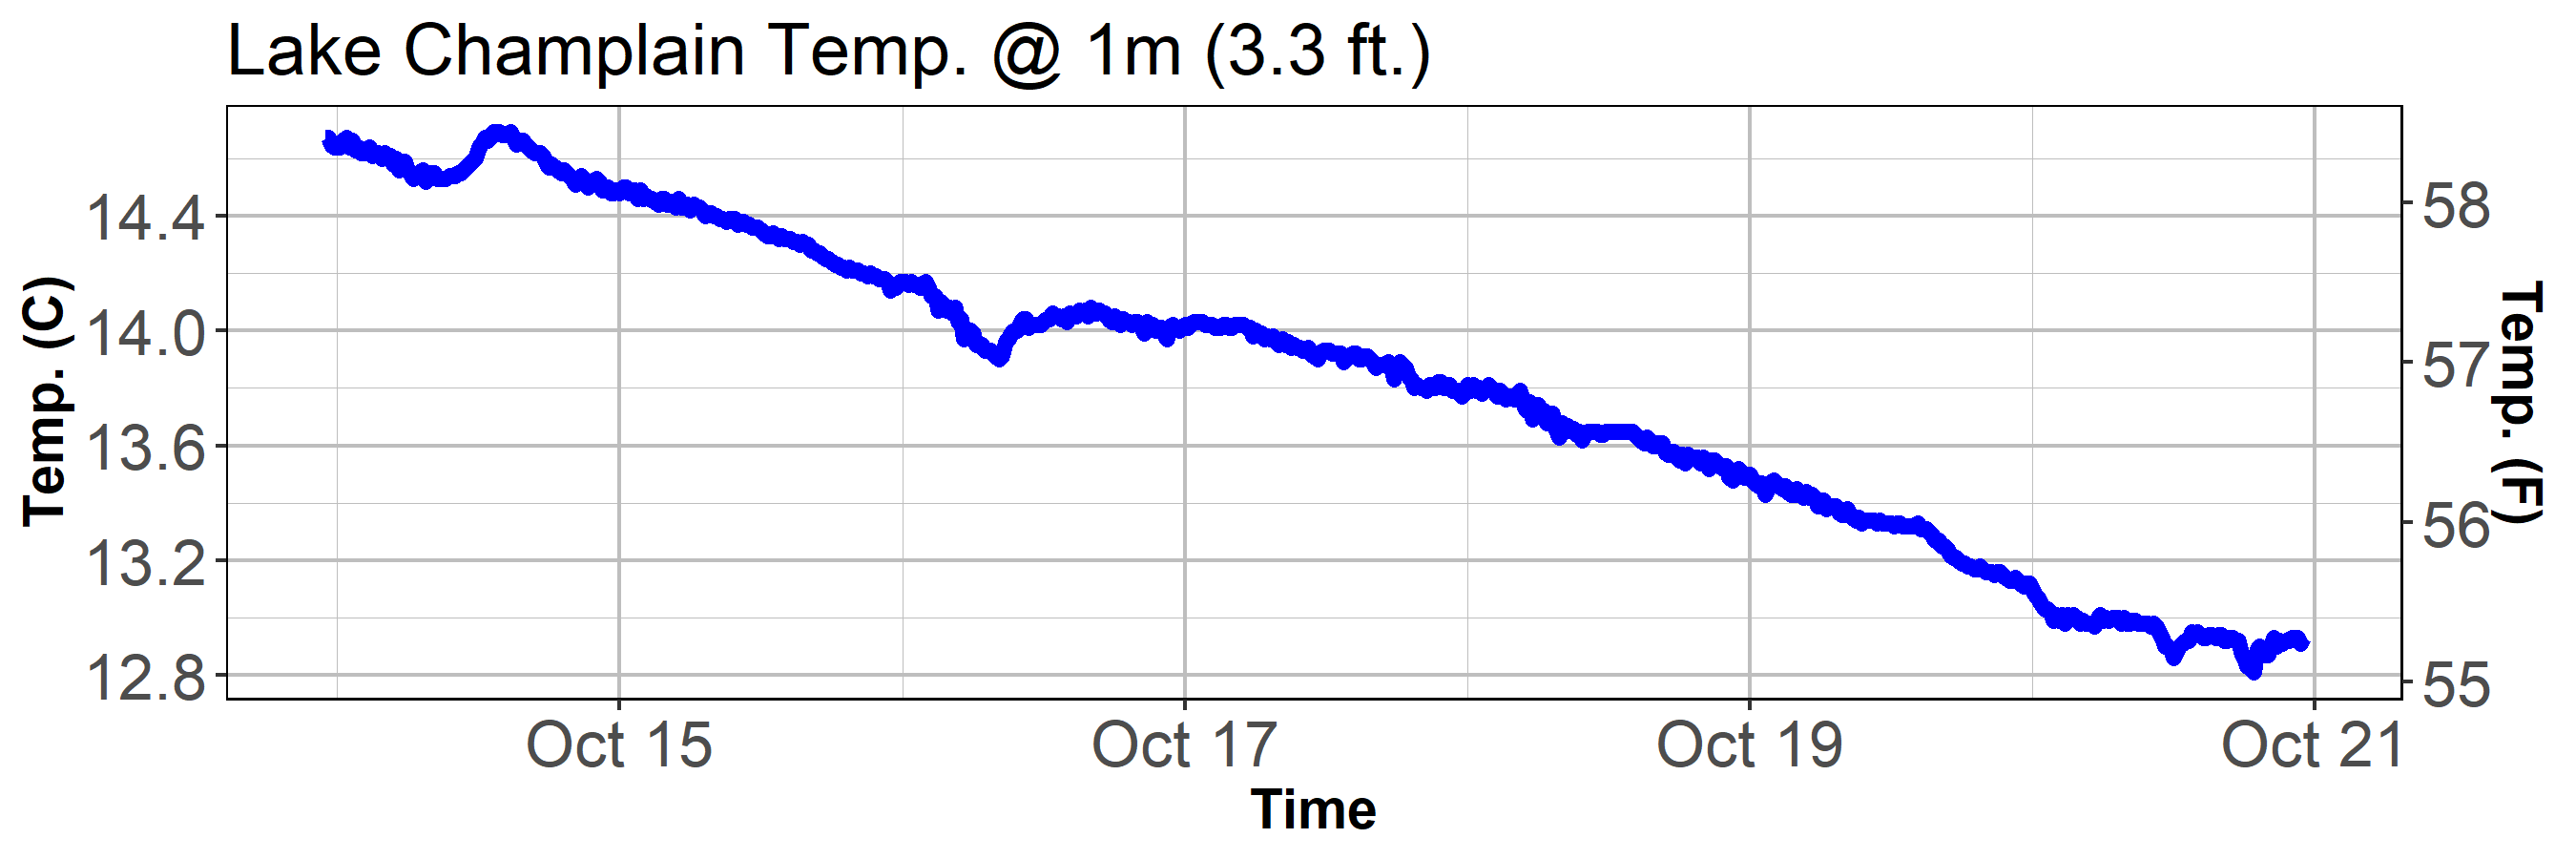 Lake Champlain Temp. @ 1m (3.3 ft.)
Temp. (C)
14.4
14.0
13.6
13.2
12.8
58
57
56
55
Temp. (F)
Oct 15 Oct 17 Oct 19 Oct 21
Time